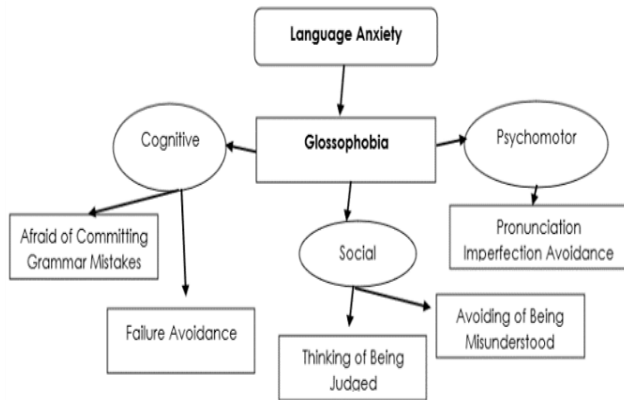 Language Anxiety
Cognitive
Glossophobia
Psychomotor
Afraid of Committing
Grammar Mistakes
Social
Pronunciation
Imperfection Avoidance
Failure Avoidance
Thinking of Being
Judged
Avoiding of Being
Misunderstood